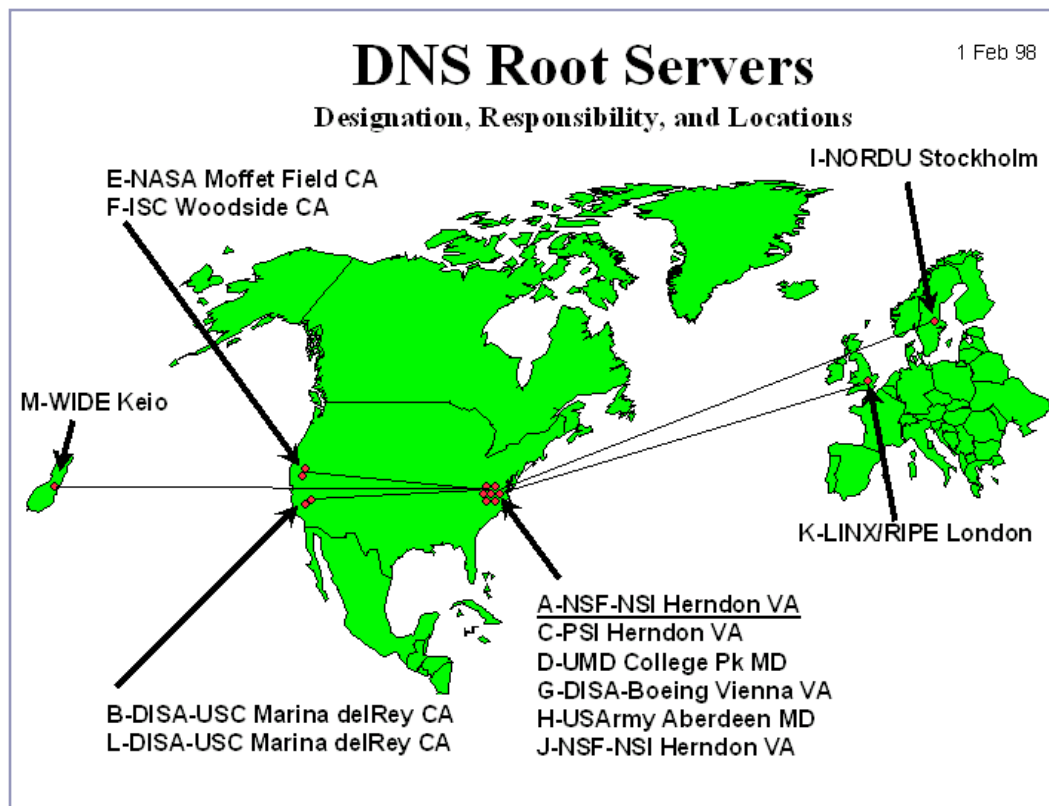 DNS Root Servers
1 Feb 98
Designation, Responsibility, and Locations
I-NORDU Stockholm
E-NASA Moffet Field CA
F-ISC Woodside CA
M-WIDE Keio
K-LINX/RIPE London
A-NSF-NSI Herndon VA
C-PSI Herndon VA
D-UMD College Pk MD
G-DISA-Boeing Vienna VA
H-USArmy Aberdeen MD
J-NSF-NSI Herndon VA
B-DISA-USC Marina delRey CA
L-DISA-USC Marina delRey CA